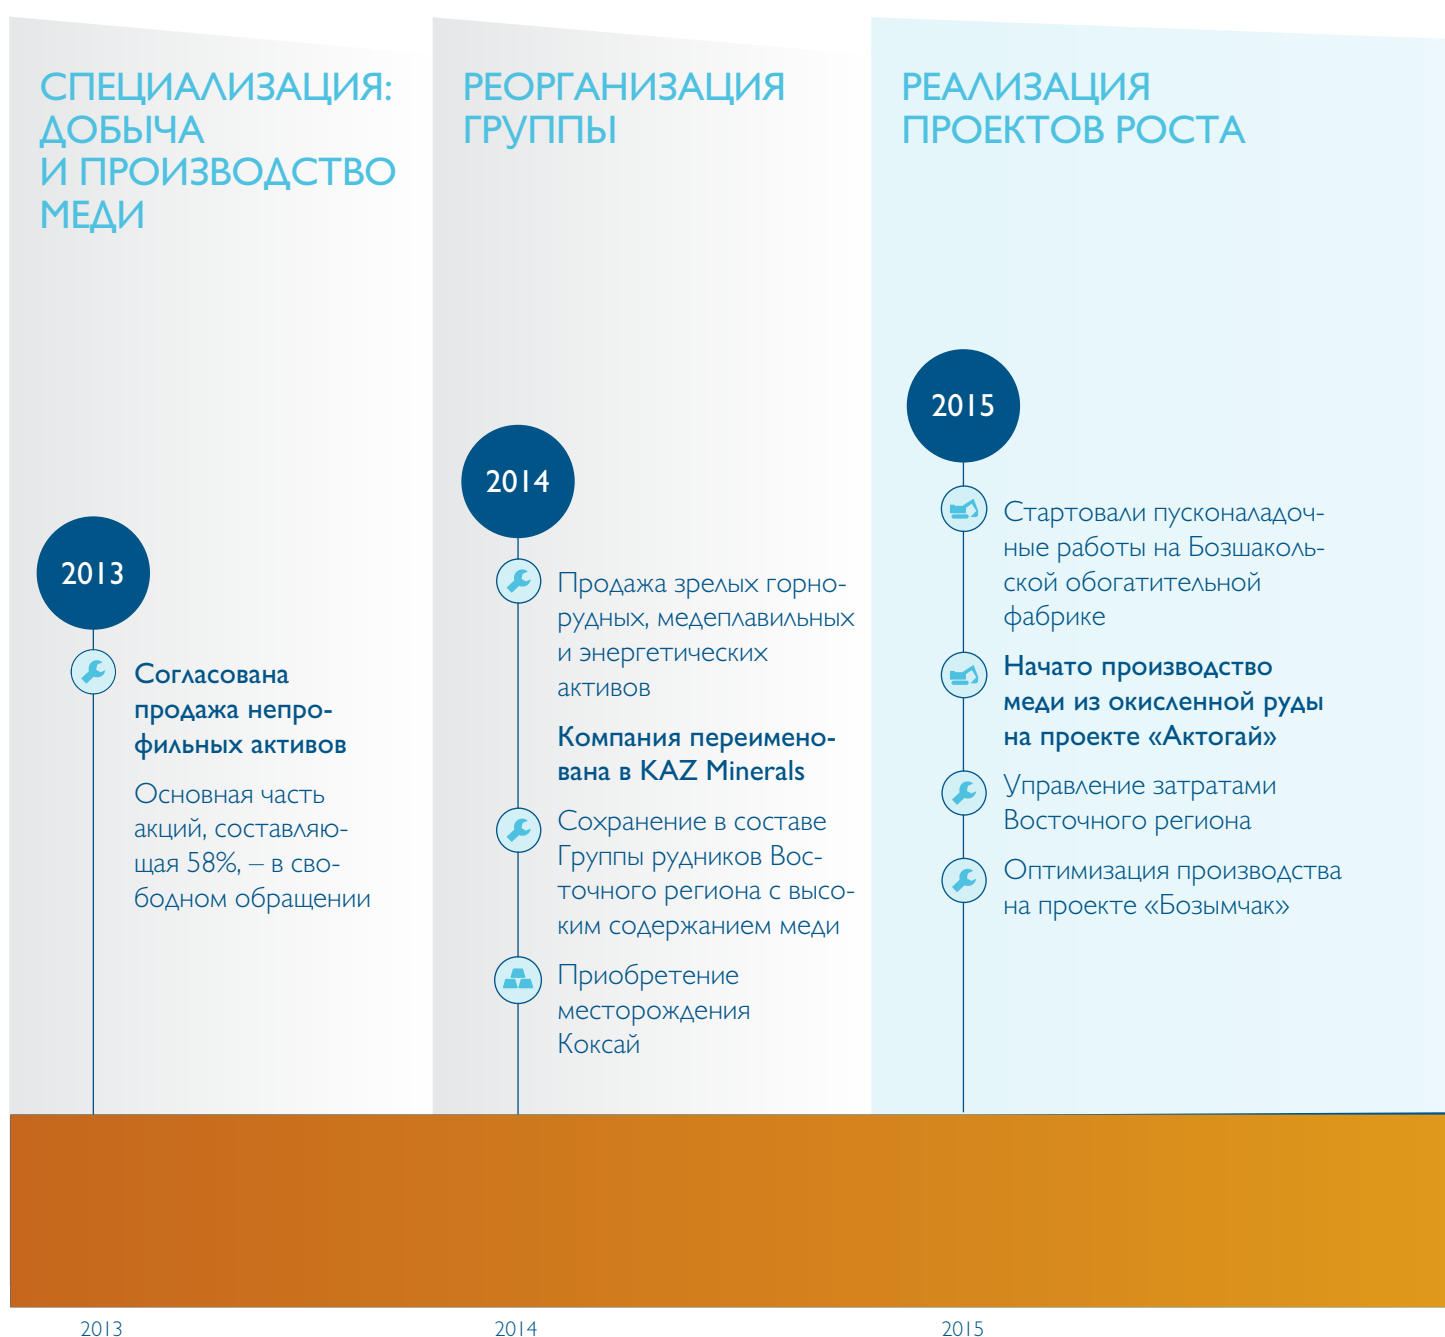 СПЕЦИАЛИЗАЦИЯ:
ДОБЫЧА
И ПРОИЗВОДСТВО
МЕДИ
2013
Согласована
продажа непро-
фильных активов
Основная часть
акций, составляю-
щая 58%, – в сво-
бодном обращении
РЕОРГАНИЗАЦИЯ
ГРУППЫ
2014
Продажа зрелых горно-
рудных, медеплавильных
и энергетических
активов
Компания переимено-
вана в KAZ Minerals
Сохранение в составе
Группы рудников Вос-
точного региона с высо-
ким содержанием меди
Приобретение
месторождения
Коксай
РЕАЛИЗАЦИЯ
ПРОЕКТОВ РОСТА
2015
Стартовали пусконаладоч-
ные работы на Бозшаколь-
ской обогатительной
фабрике
Начато производство
меди из окисленной руды
на проекте «Актогай»
Управление затратами
Восточного региона
Оптимизация производства
на проекте «Бозымчак»
2013
2014
2015